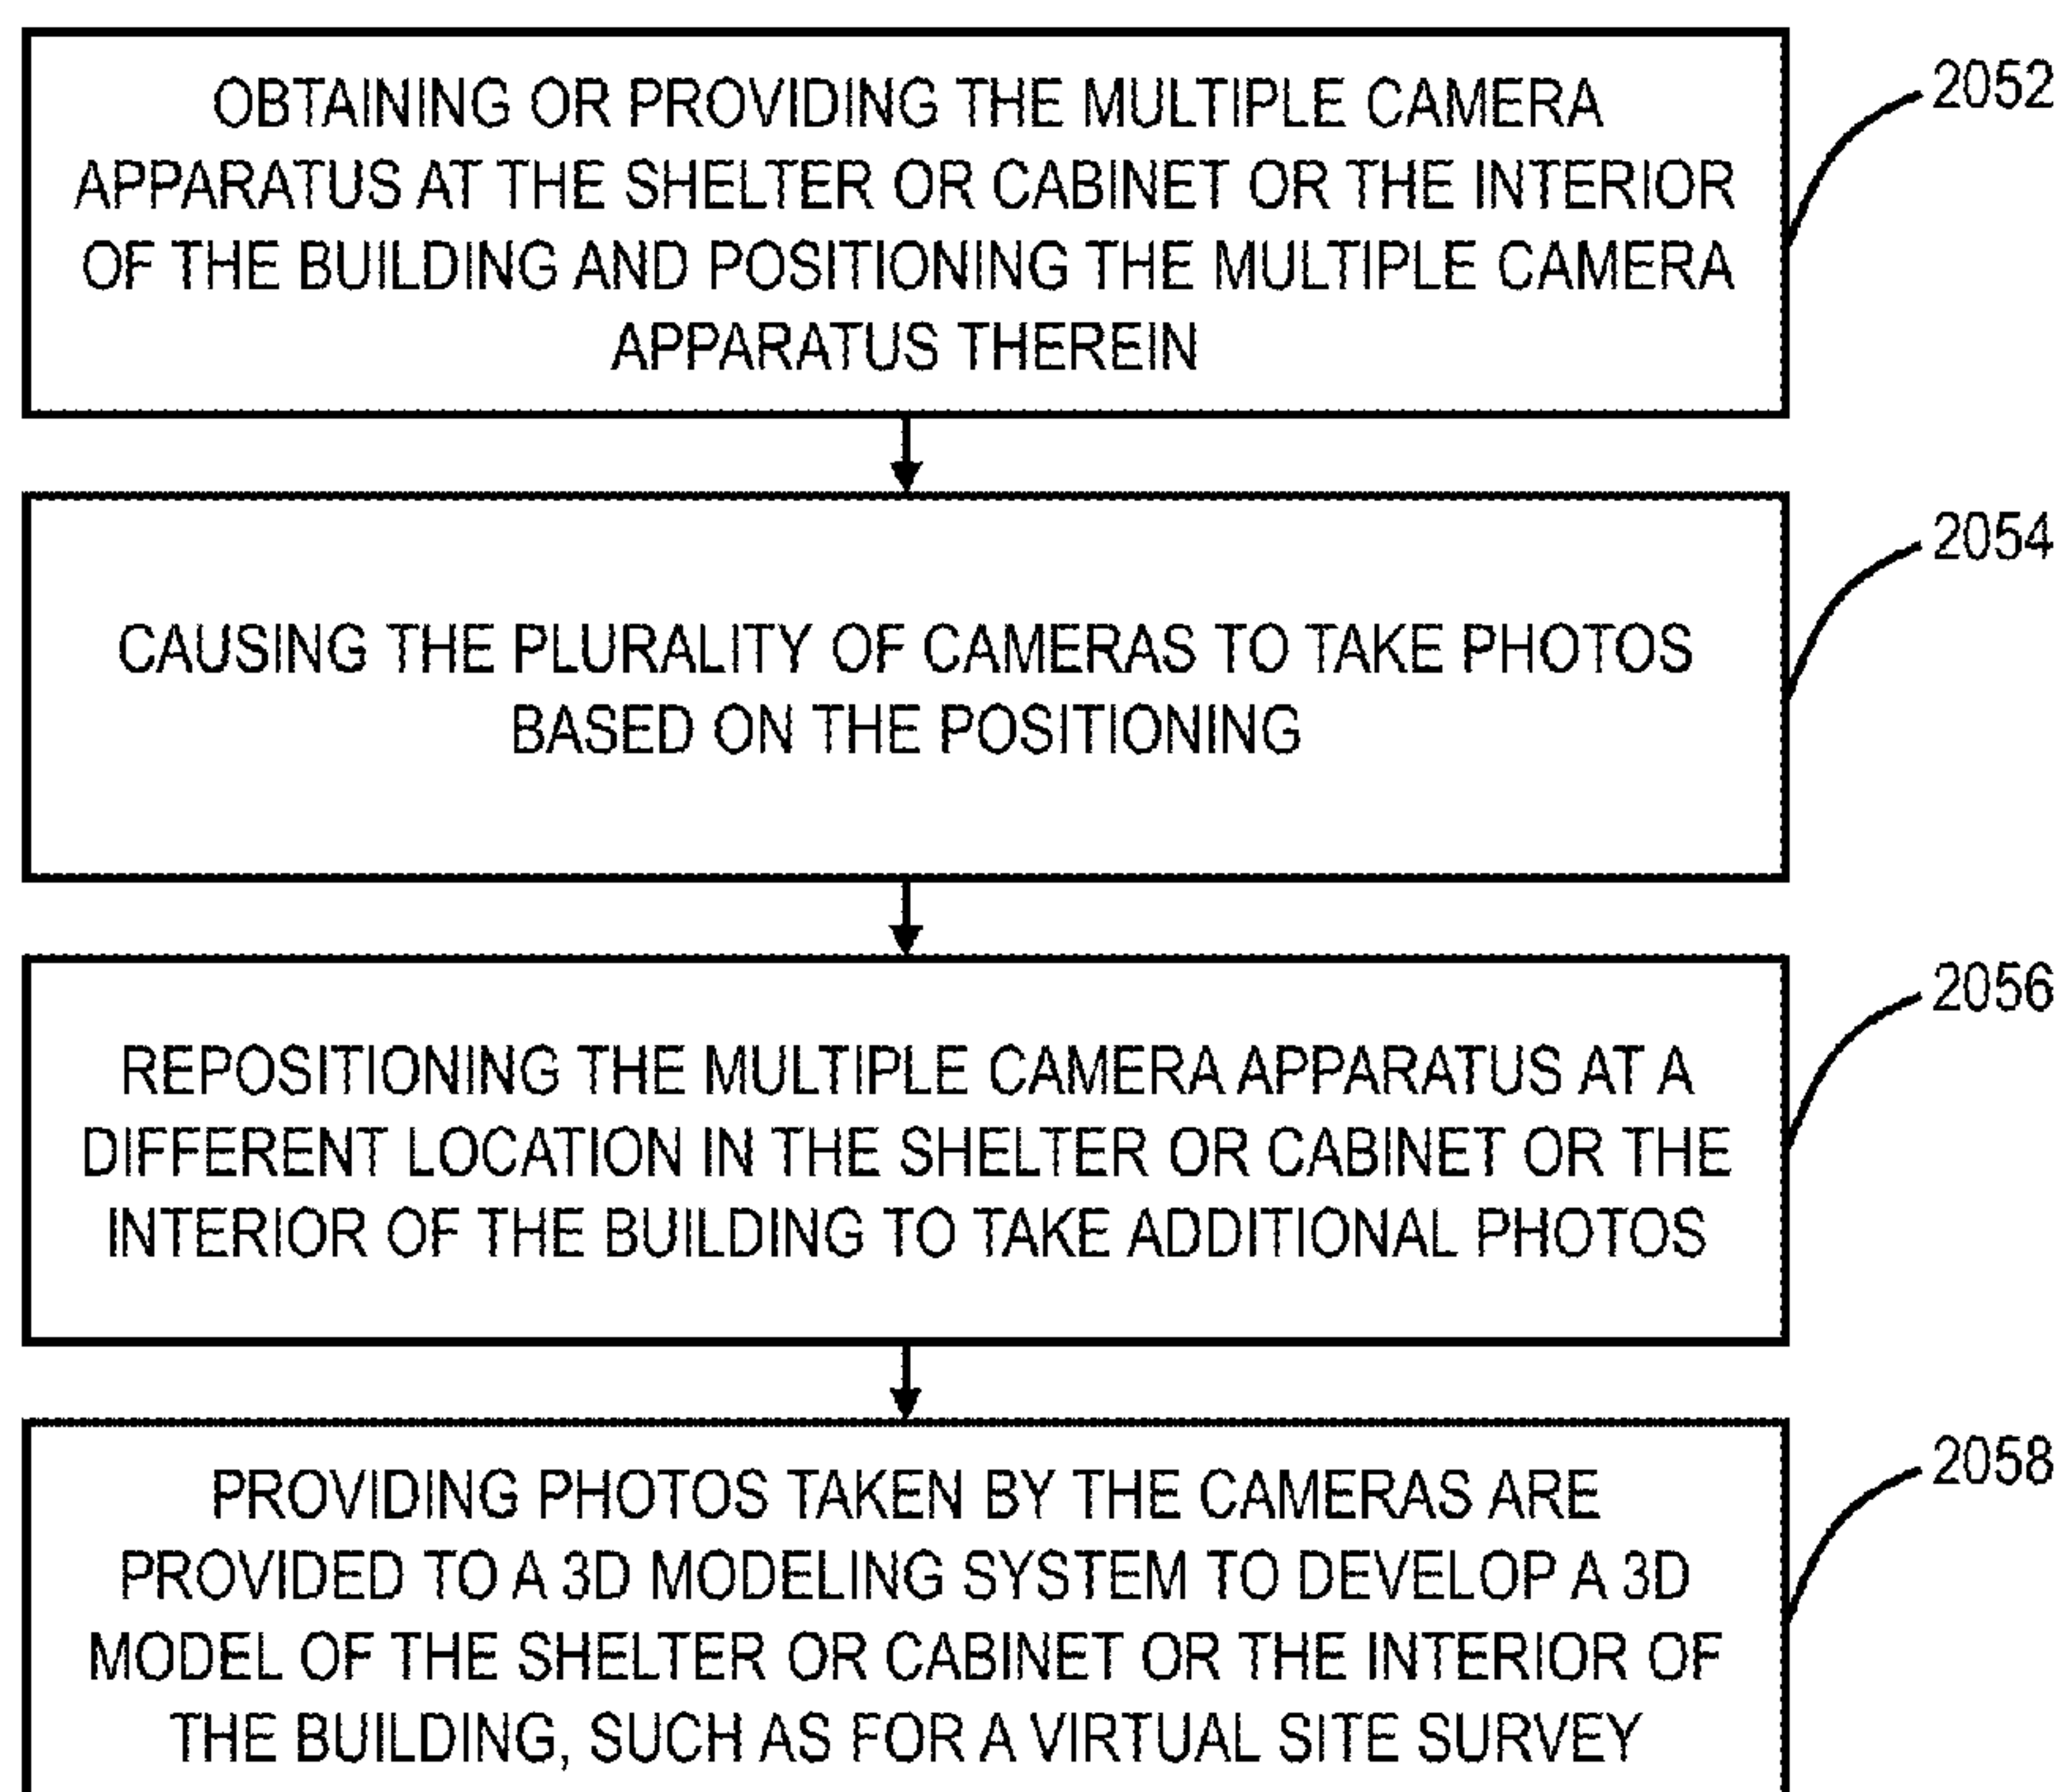 OBTAINING OR PROVIDING THE MULTIPLE CAMERA
APPARATUS AT THE SHELTER OR CABINET OR THE INTERIOR
OF THE BUILDING AND POSITIONING THE MULTIPLE CAMERA
APPARATUS THEREIN
2052
CAUSING THE PLURALITY OF CAMERAS TO TAKE PHOTOS
BASED ON THE POSITIONING
2054
REPOSITIONING THE MULTIPLE CAMERA APPARATUS AT A
DIFFERENT LOCATION IN THE SHELTER OR CABINET OR THE
INTERIOR OF THE BUILDING TO TAKE ADDITIONAL PHOTOS
2056
PROVIDING PHOTOS TAKEN BY THE CAMERAS ARE
PROVIDED TO A 3D MODELING SYSTEM TO DEVELOP A 3D
MODEL OF THE SHELTER OR CABINET OR THE INTERIOR OF
THE BUILDING, SUCH AS FOR A VIRTUAL SITE SURVEY
2058